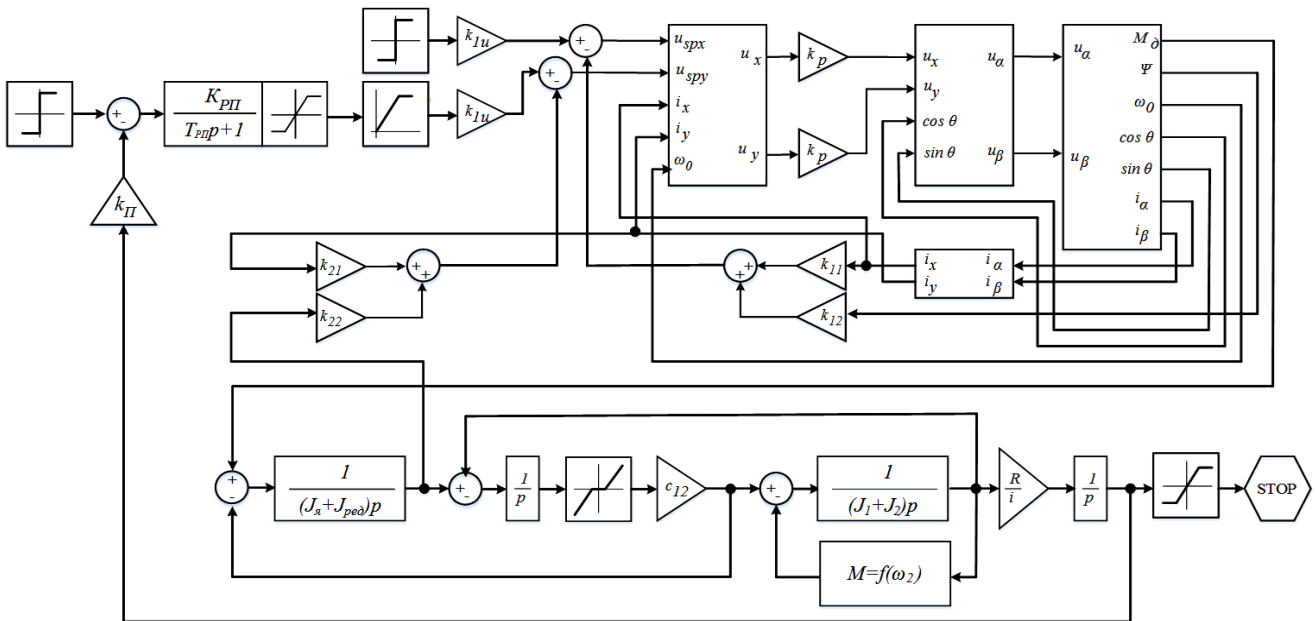 k1u
+
-
uspx
uspy
ix
iy
ω0
ux
uy
kp
kp
ux
uy
cos θ
sin θ
uα
uβ
uα
uβ
Mд
Ψ
ω0
cos θ
sin θ
iα
iβ
+
-
k1u
+
-
KРП
TРПp+1
kП
k21
k22
+
+
+
+
k11
k12
ix
iy
iα
iβ
+
-
1
(Jя+Jред)p
+
-
1
p
c12
+
-
1
(J1+J2)p
R
i
1
p
STOP
M=f(ω2)